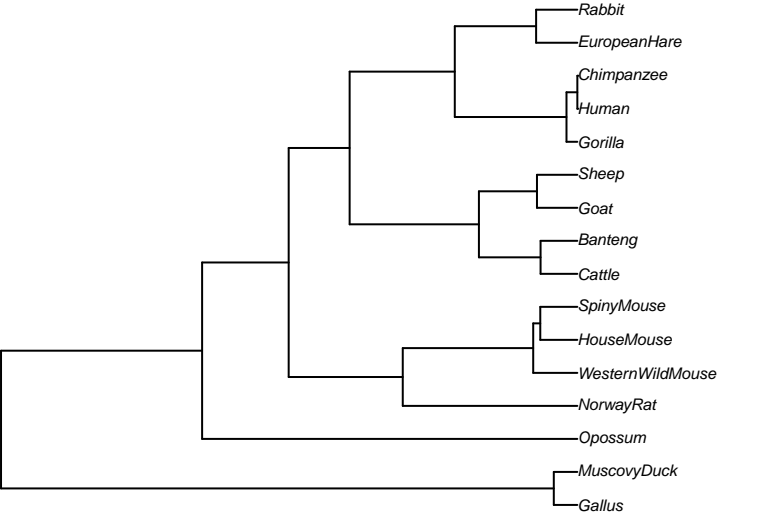 Rabbit
EuropeanHare
Chimpanzee
Human
Gorilla
Sheep
Goat
Banteng
Cattle
SpinyMouse
HouseMouse
WesternWildMouse
NorwayRat
Opossum
MuscovyDuck
Gallus